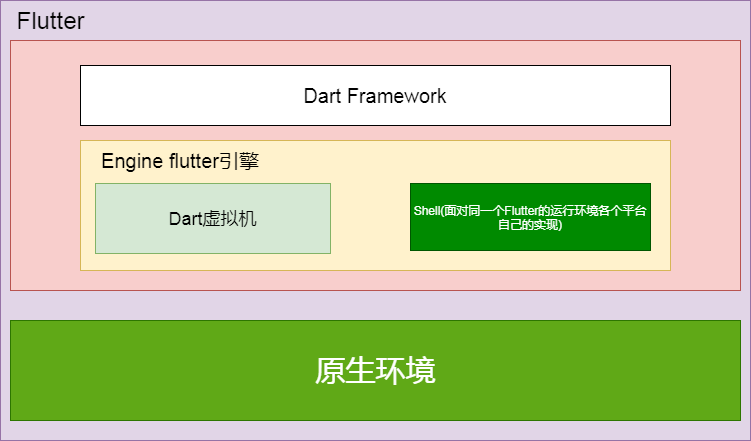 Flutter
Dart Framework
Engine flutter引擎
Dart虚拟机
Shell(面对同一个Flutter的运行环境各个平台
自己的实现)
原生环境